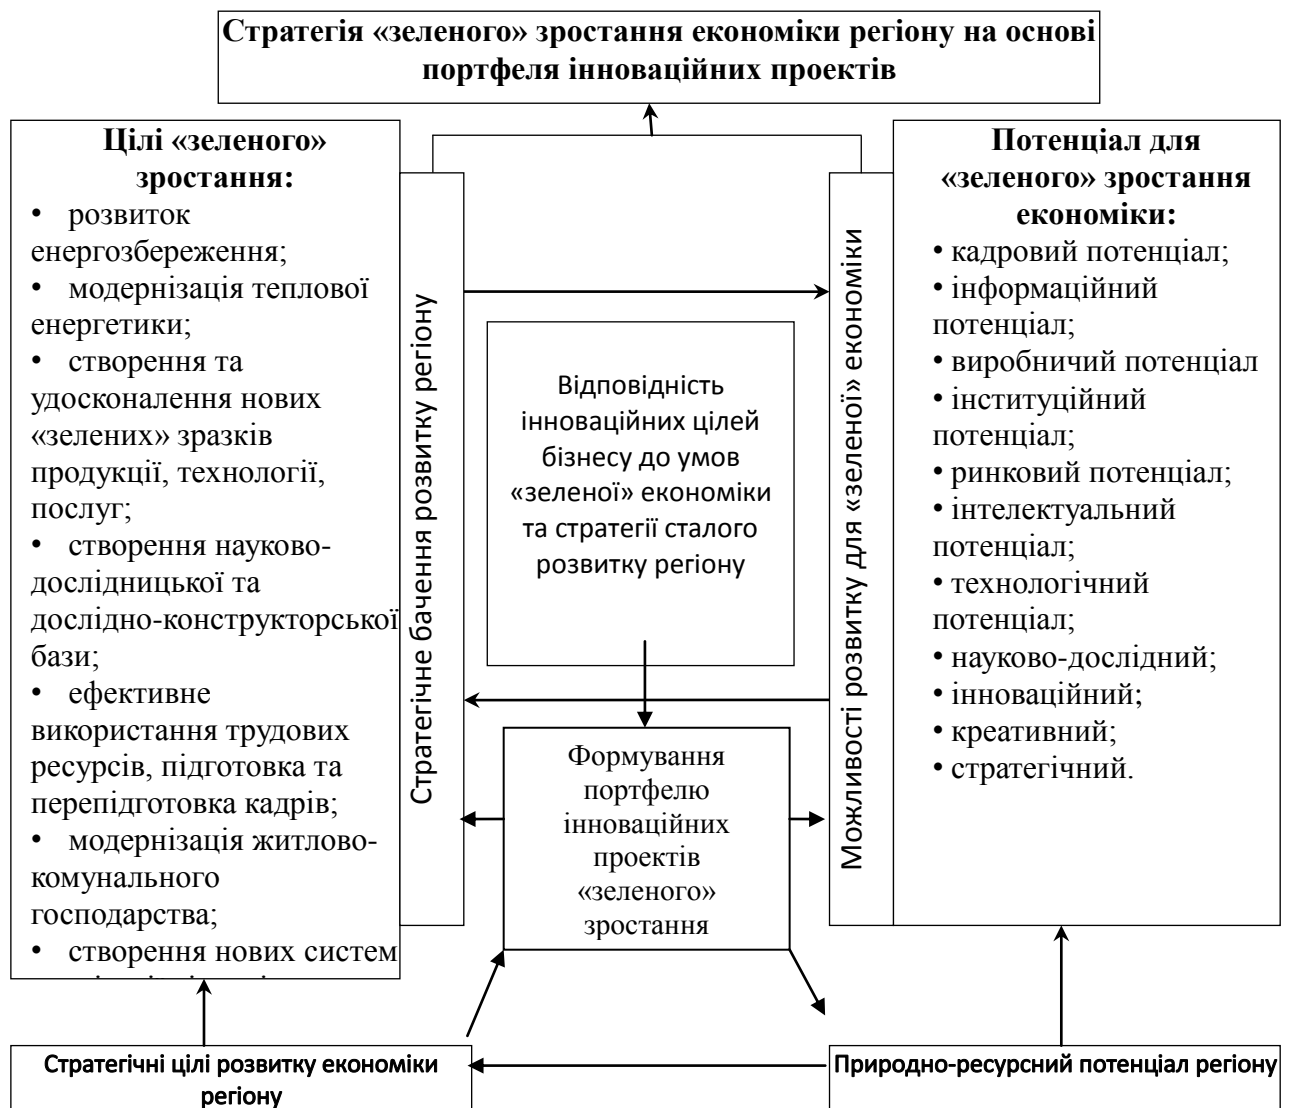 Стратегія «зеленого» зростання економіки регіону на основі
портфеля інноваційних проектів
Цілі «зеленого»
зростання:
• розвиток
енергозбереження;
• модернізація теплової
енергетики;
• створення та
удосконалення нових
«зелених» зразків
продукції, технології,
послуг;
• створення науково-
дослідницької та
дослідно-конструкторської
бази;
• ефективне
використання трудових
ресурсів, підготовка та
перепідготовка кадрів;
• модернізація житлово-
комунального
господарства;
• створення нових систем
Стратегічне бачення розвитку регіону
Відповідність
інноваційних цілей
бізнесу до умов
«зеленої» економіки
та стратегії сталого
розвитку регіону
Формування
портфелю
інноваційних
проектів
«зеленого»
зростання
Можливості розвитку для «зеленої» економіки
Потенціал для
«зеленого» зростання
економіки:
• кадровий потенціал;
• інформаційний
потенціал;
• виробничий потенціал
• інституційний
потенціал;
• ринковий потенціал;
• інтелектуальний
потенціал;
• технологічний
потенціал;
• науково-дослідний;
• інноваційний;
• креативний;
• стратегічний.
Стратегічні цілі розвитку економіки
регіону
Природно-ресурсний потенціал регіону